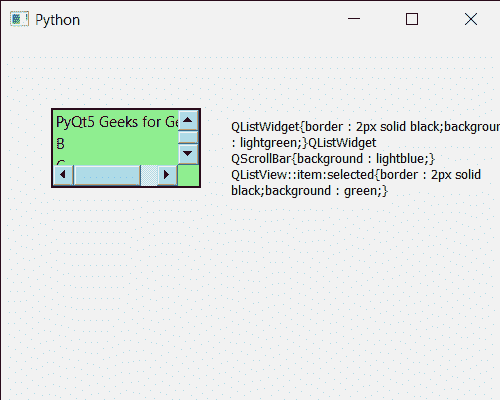 Python
PyQt5 Geeks for Ge
B
QListWidget{border : 2px solid black;backgroun
: lightgreen;}QListWidget
QScrollBar{background : lightblue;}
QListView::item:selected{border : 2px solid
black;background : green;}